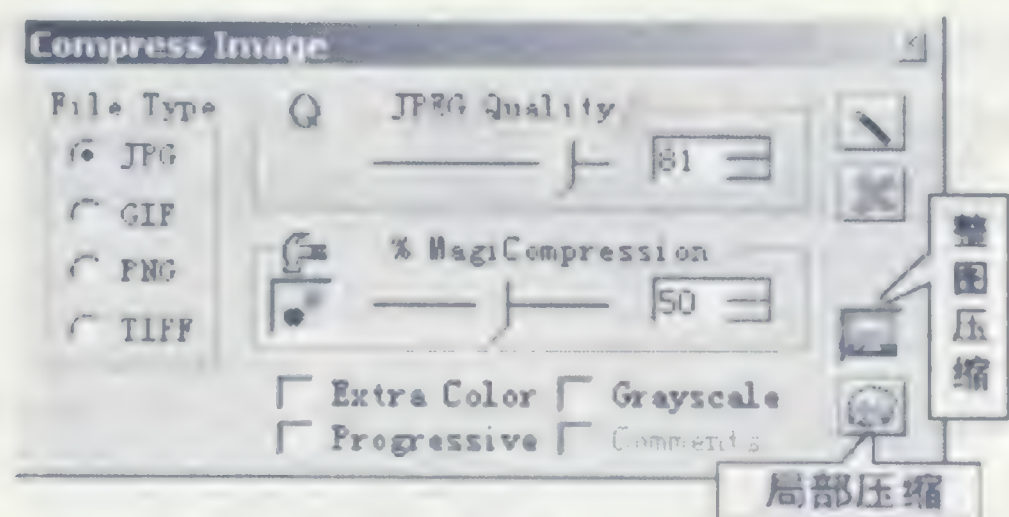 Compress Image
File Type
JPG
GIF
PNG
TIFF
Q
JPEG Quality
81
% MagiCompression
50
Extra Color
Grayscale
Progressive
Comments
整图压缩
局部压缩